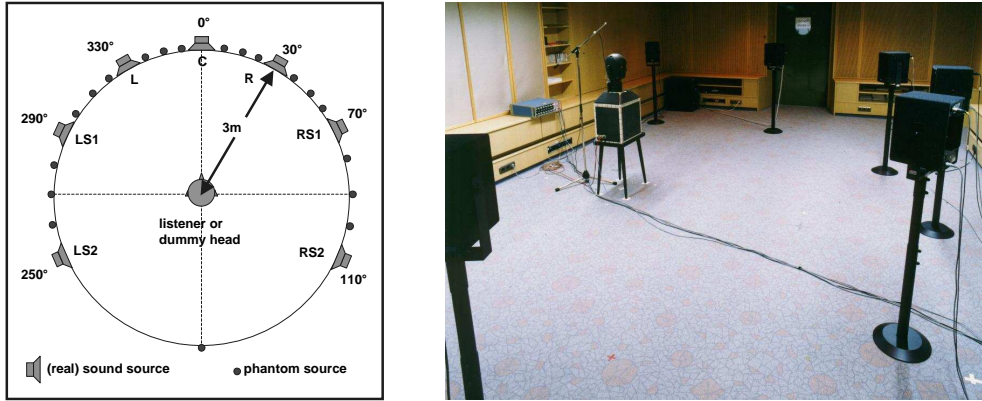 0°
330°
30°
C
L
R
290°
70°
LS1
RS1
3m
listener or
dummy head
LS2
RS2
250°
110°
(real) sound source
phantom source